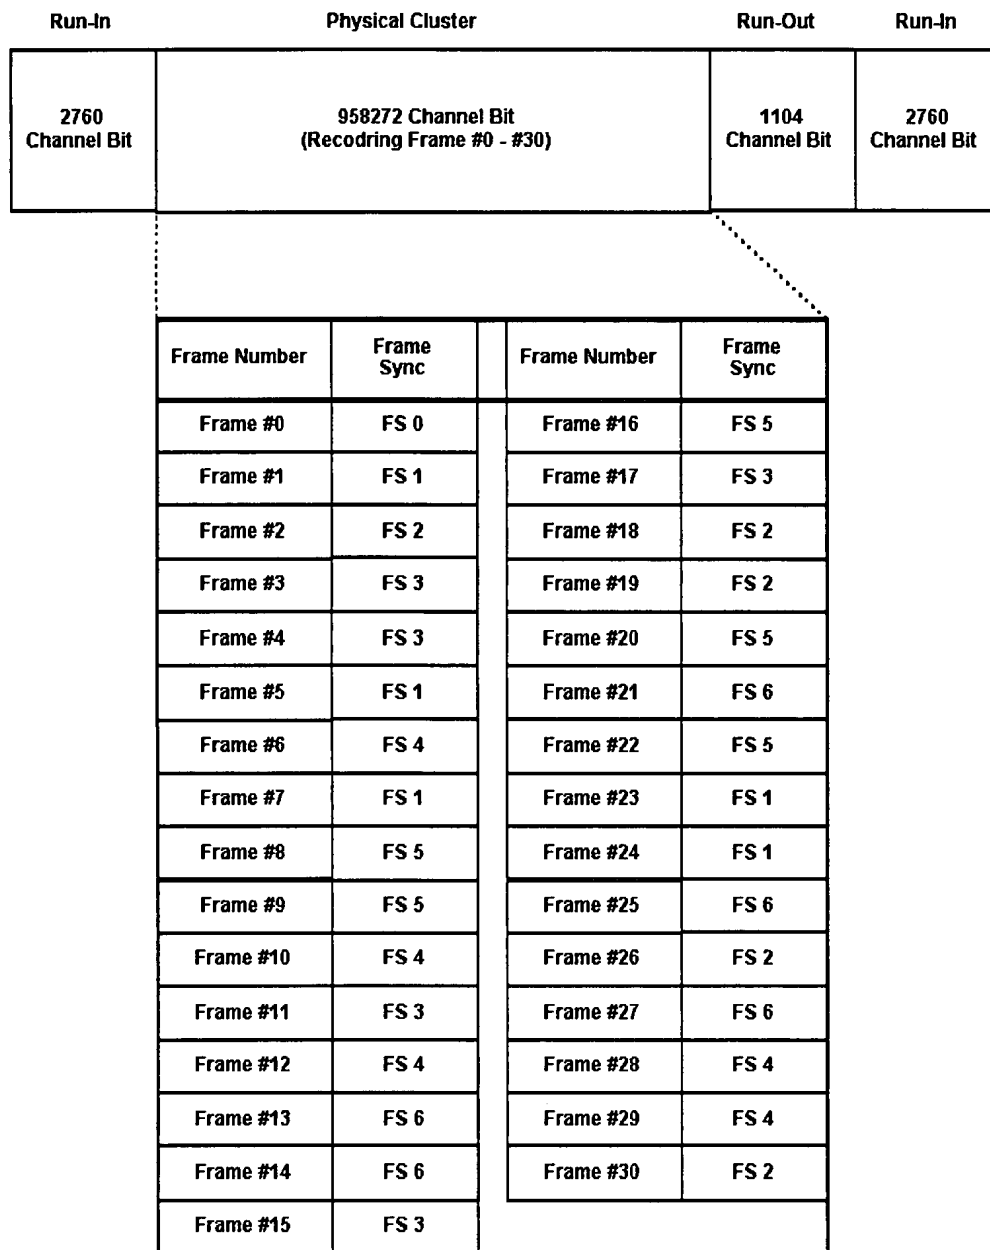 Run-In Physical Cluster Run-Out Run-In
2760 Channel Bit
958272 Channel Bit
(Recodring Frame #0 - #30)
1104 Channel Bit
2760 Channel Bit
Frame Number Frame Sync Frame Number Frame Sync
Frame #0 FS 0 Frame #16 FS 5
Frame #1 FS 1 Frame #17 FS 3
Frame #2 FS 2 Frame #18 FS 2
Frame #3 FS 3 Frame #19 FS 2
Frame #4 FS 3 Frame #20 FS 5
Frame #5 FS 1 Frame #21 FS 6
Frame #6 FS 4 Frame #22 FS 5
Frame #7 FS 1 Frame #23 FS 1
Frame #8 FS 5 Frame #24 FS 1
Frame #9 FS 5 Frame #25 FS 6
Frame #10 FS 4 Frame #26 FS 2
Frame #11 FS 3 Frame #27 FS 6
Frame #12 FS 4 Frame #28 FS 4
Frame #13 FS 6 Frame #29 FS 4
Frame #14 FS 6 Frame #30 FS 2
Frame #15 FS 3